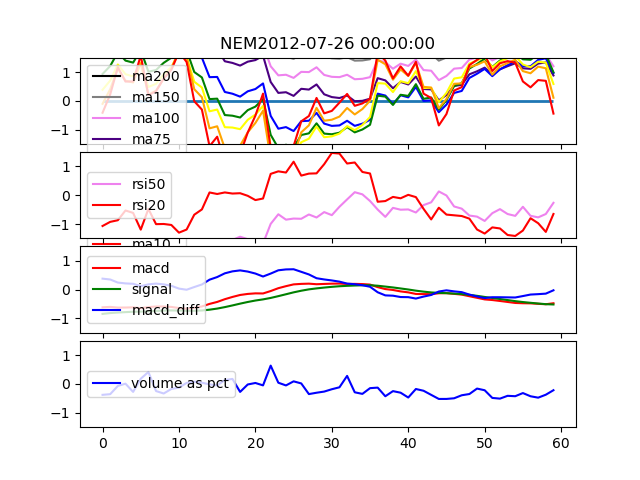 NEM2012-07-26 00:00:00
1
0
−1
ma200
ma150
ma100
ma75
1
0
−1
rsi50
rsi20
ma10
1
0
−1
macd
signal
macd_diff
1
0
−1
volume as pct
0 10 20 30 40 50 60